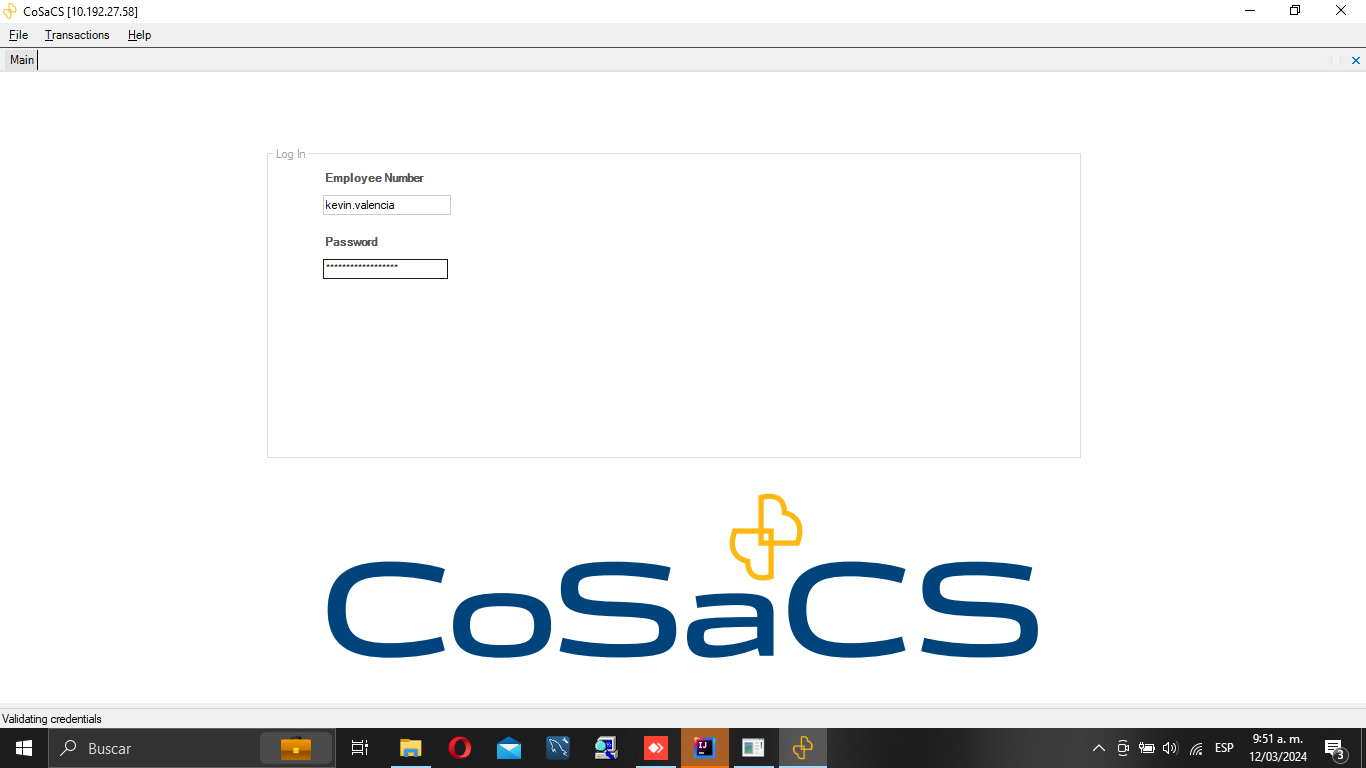 CoSaCS [10.192.27.58]
File Transactions Help
Main
Log In
Employee Number
kevin.valencia
Password
******************
CoSaCS
Validating credentials
Buscar
ESP
9:51 a. m.
12/03/2024
3